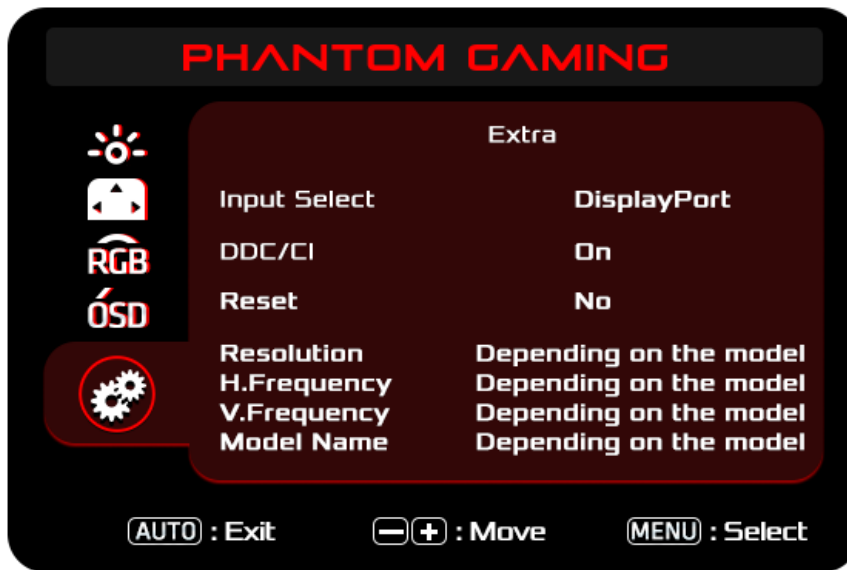 PHANTOM GAMING
Extra
Input Select DisplayPort
DDC/CI On
RGB
Reset No
OSD
Resolution Depending on the model
H.Frequency Depending on the model
V.Frequency Depending on the model
Model Name Depending on the model
AUTO : Exit - + : Move MENU : Select